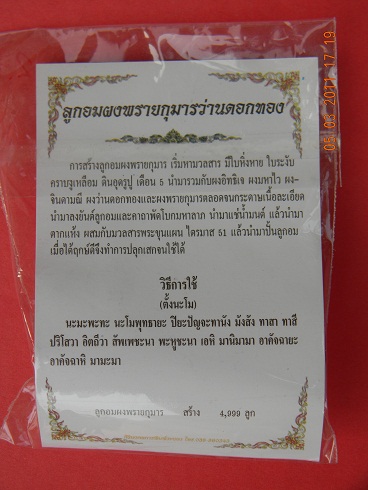 ลูกอมผงพรายกุมารว่านดอกทอง
การสร้างลูกอมผงพรายกุมาร เริ่มหามวลสาร มีใบทิ้งหาย ใบระงับ
คราบงูเหลือม ดินอุดรูปู เดือน 5 นำมารวมกับผงอิทธิเจ ผงมหาไว ผง-
จินดามณี ผงว่านดอกทองและผงพรายกุมารตลอดจนกระดาษเนื้อละเอียด
นำมาลงยันต์ลูกอมและคาถาพัดโบกมหาลาภ นำมาแช่น้ำมนต์ แล้วนำมา
ตากแห้ง ผสมกับมวลสารพระขุนแผน ไตรมาส 51 แล้วนำมาปั้นลูกอม
เมื่อได้ฤกษ์ดีจึงทำการปลุกเสกจนใช้ได้
วิธีการใช้
(ตั้งนะโม)
นะมะพะทะ นะโมพุทธายะ ปิยะปัญจะทานัง มังสัง ทาสา ทาสี
ปริโสวา อิตถีวา สัพเพชะนา พะหูชะนา เอหิ มานิมามา อาคัจฉายะ
อาคัจฉาหิ มามะมา
ลูกอมผงพรายกุมาร สร้าง 4,999 ลูก
2011 17:19